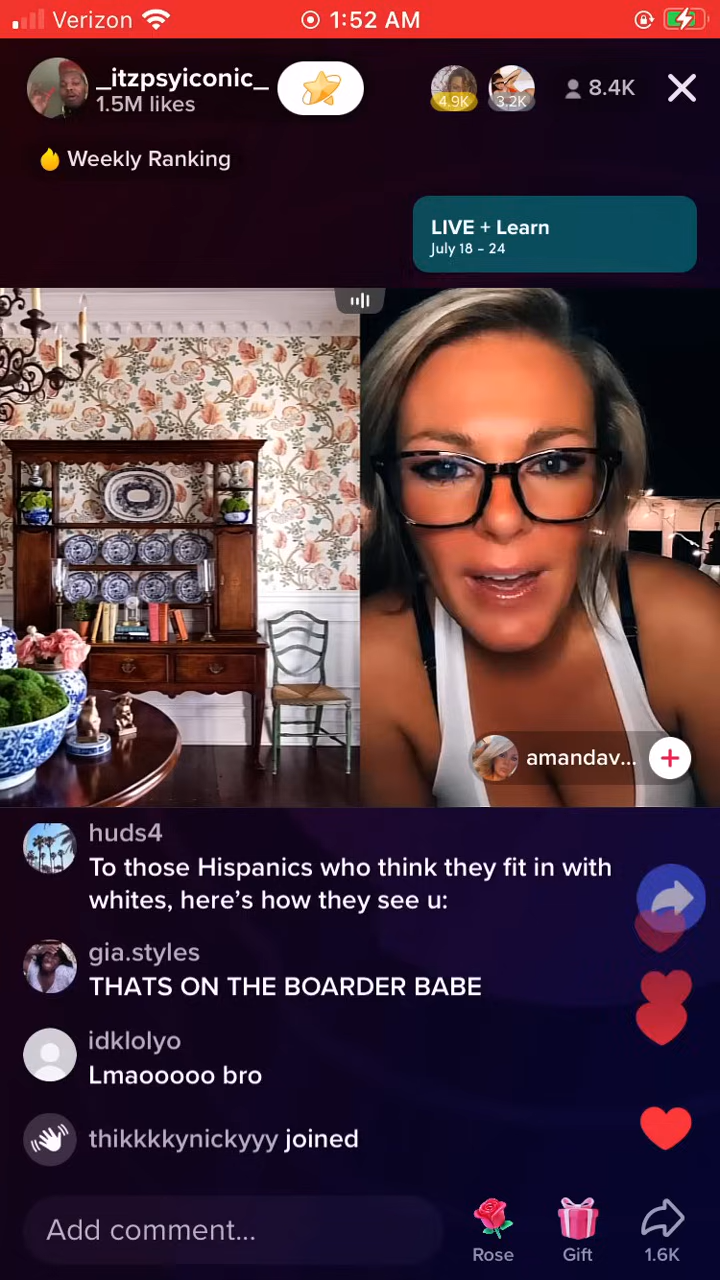 Verizon
1:52 AM
_itzpsyiconic_
1.5M likes
4.9K
3.2K
8.4K
Weekly Ranking
LIVE + Learn
July 18 - 24
amandav...
huds4
To those Hispanics who think they fit in with
whites, here's how they see u:
gia.styles
THATS ON THE BOARDER BABE
idklolyo
Lmaooooo bro
thikkkkynickyyy joined
Add comment...
Rose
Gift
1.6K